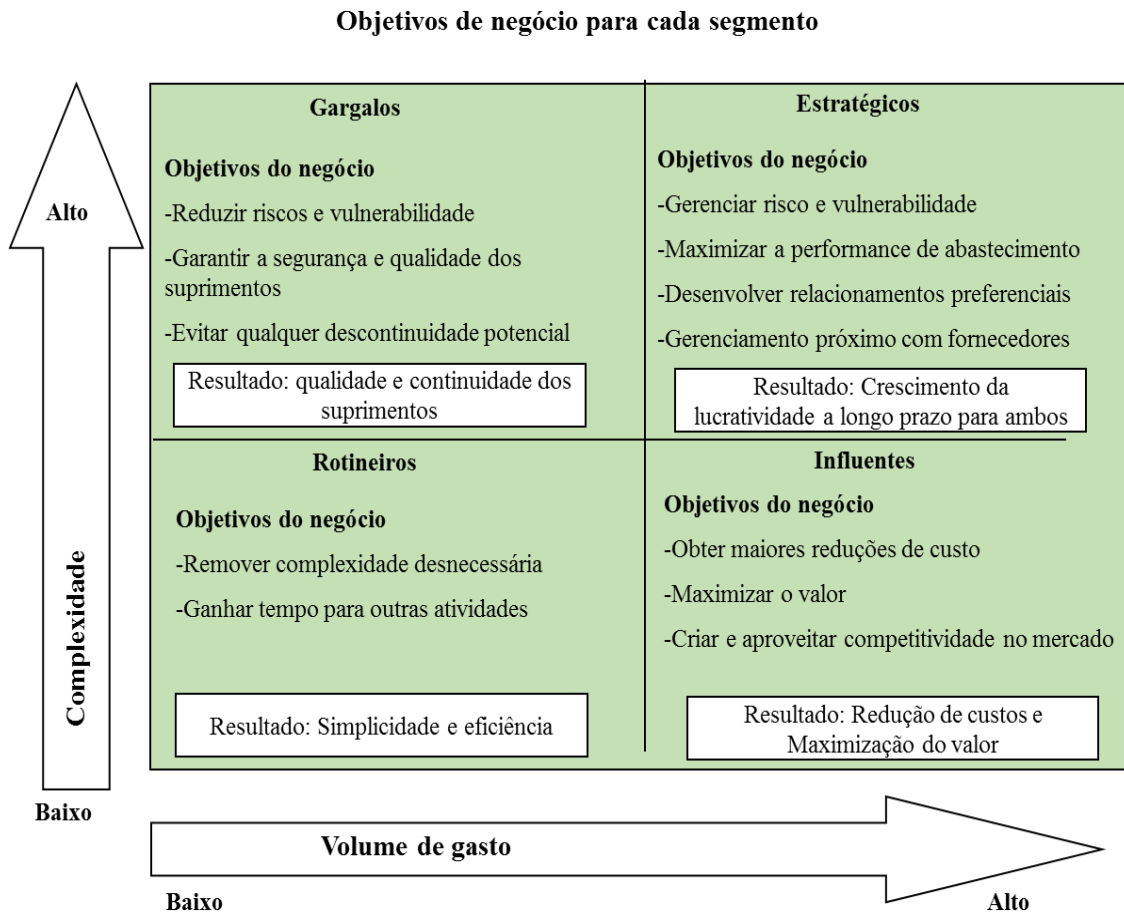 Objetivos de negócio para cada segmento
Gargalos
Objetivos do negócio
-Reduzir riscos e vulnerabilidade
-Garantir a segurança e qualidade dos
suprimentos
-Evitar qualquer descontinuidade potencial
Resultado: qualidade e continuidade dos
suprimentos
Estratégicos
Objetivos do negócio
-Gerenciar risco e vulnerabilidade
-Maximizar a performance de abastecimento
-Desenvolver relacionamentos preferenciais
-Gerenciamento próximo com fornecedores
Resultado: Crescimento da
lucratividade a longo prazo para ambos
Rotineiros
Objetivos do negócio
-Remover complexidade desnecessária
-Ganhar tempo para outras atividades
Resultado: Simplicidade e eficiência
Influentes
Objetivos do negócio
-Obter maiores reduções de custo
-Maximizar o valor
-Criar e aproveitar competitividade no mercado
Resultado: Redução de custos e
Maximização do valor
Alto
Complexidade
Baixo
Volume de gasto
Baixo
Alto